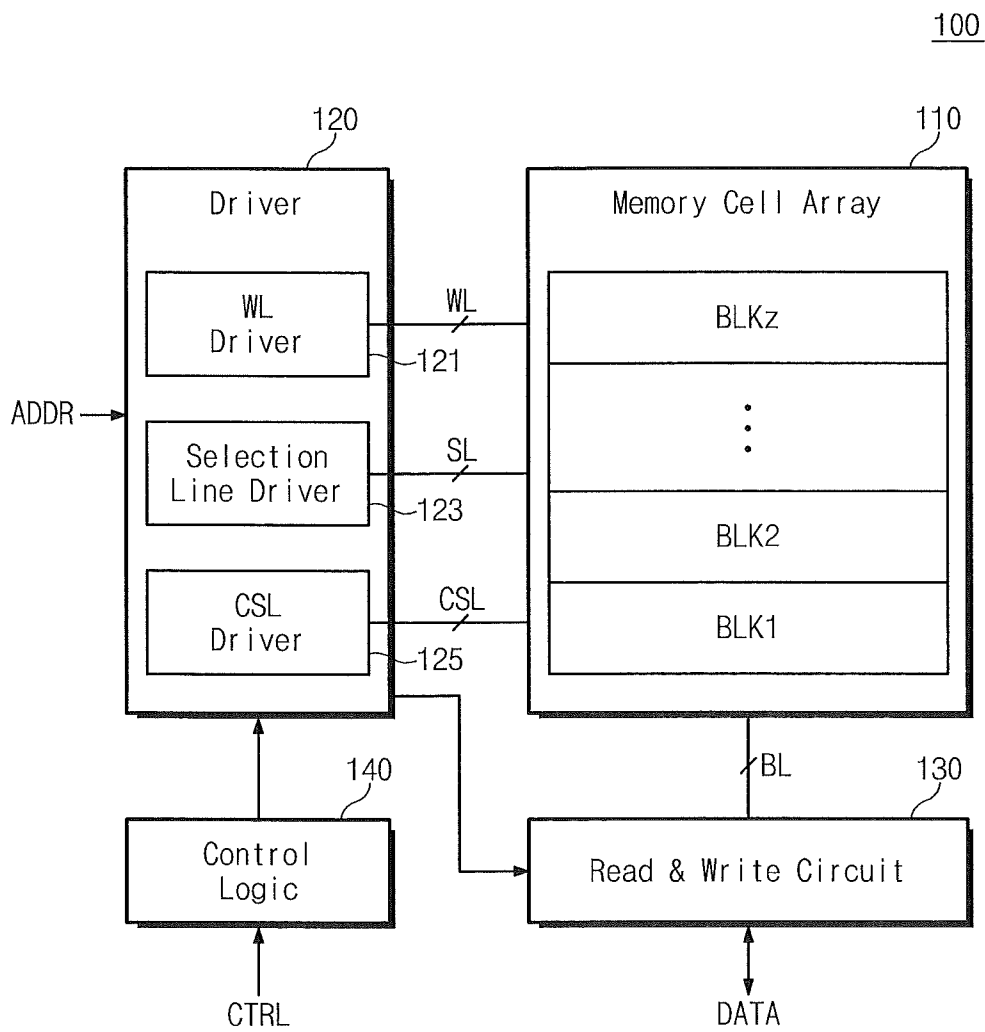 100
120
110
Driver
Memory Cell Array
WL
Driver
WL
121
BLKz
ADDR
Selection
Line Driver
SL
123
BLK2
CSL
Driver
CSL
125
BLK1
BL
140
130
Control
Logic
Read & Write Circuit
CTRL
DATA